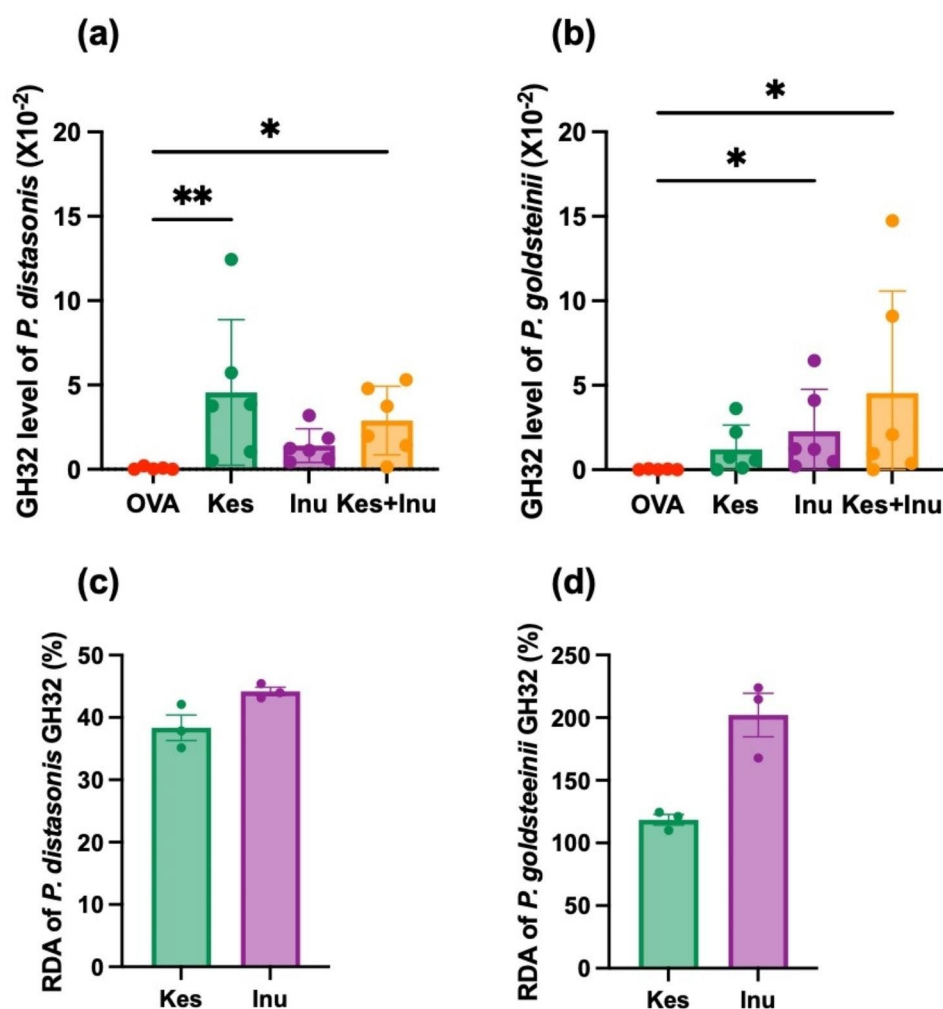 (a)
GH32 level of P. distasonis (X10⁻²)
20
15
10
5
0
*
**
OVA Kes Inu Kes+Inu
(b)
GH32 level of P. goldsteinii (X10⁻²)
20
15
10
5
0
*
*
OVA Kes Inu Kes+Inu
(c)
RDA of P. distasonis GH32 (%)
50
40
30
20
10
0
Kes Inu
(d)
RDA of P. goldsteeinii GH32 (%)
250
200
150
100
50
0
Kes Inu